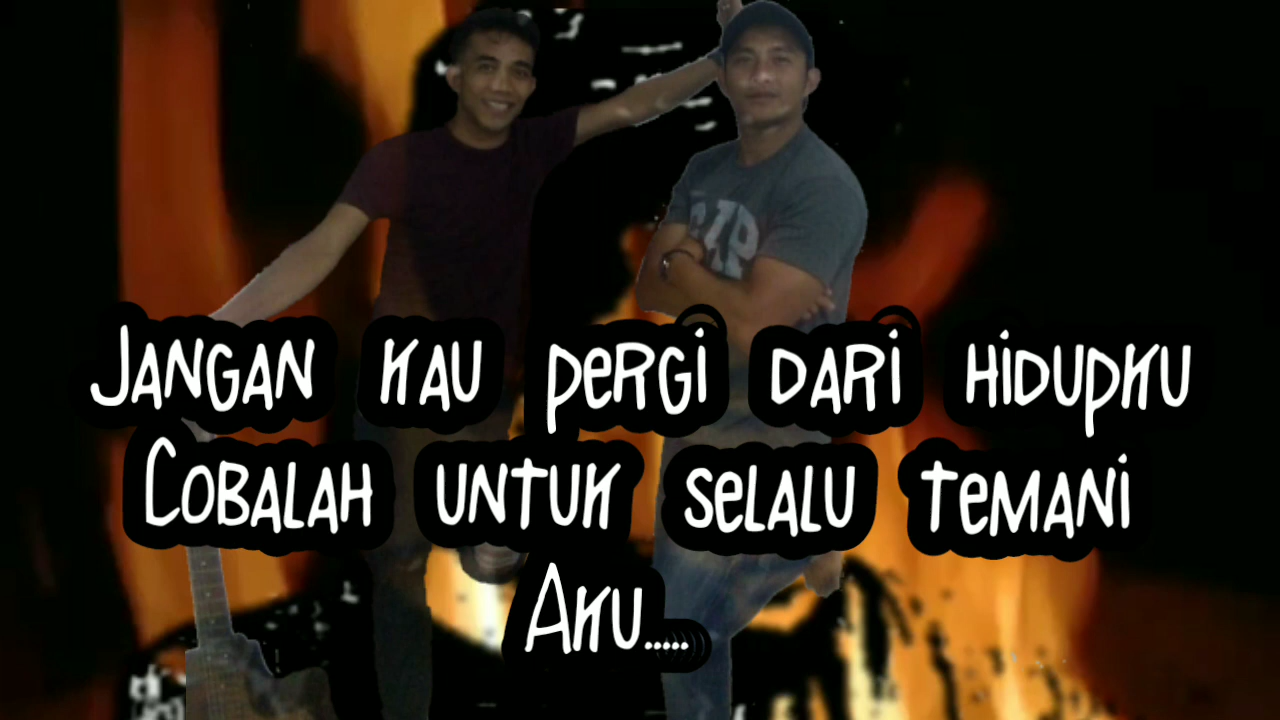 Jangan kau pergi dari hidupku
Cobalah untuk selalu temani
Aku.....